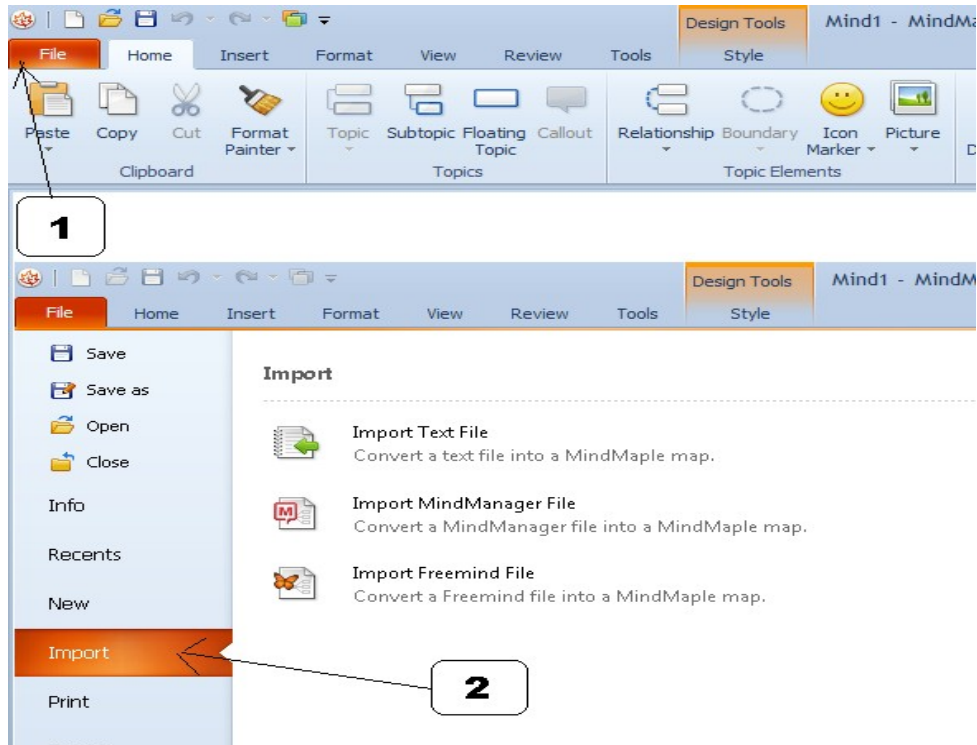 Design Tools Mind1 - MindMa
File Home Insert Format View Review Tools Style
Paste Copy Cut Format Painter Topic Subtopic Floating Topic Callout Relationship Boundary Icon Marker Picture D
Clipboard Topics Topic Elements
1
Design Tools Mind1 - MindM
File Home Insert Format View Review Tools Style
Save
Import
Save as
Open
Import Text File
Convert a text file into a MindMaple map.
Close
Info
Import MindManager File
Convert a MindManager file into a MindMaple map.
Recents
Import Freemind File
Convert a Freemind file into a MindMaple map.
New
Import
2
Print